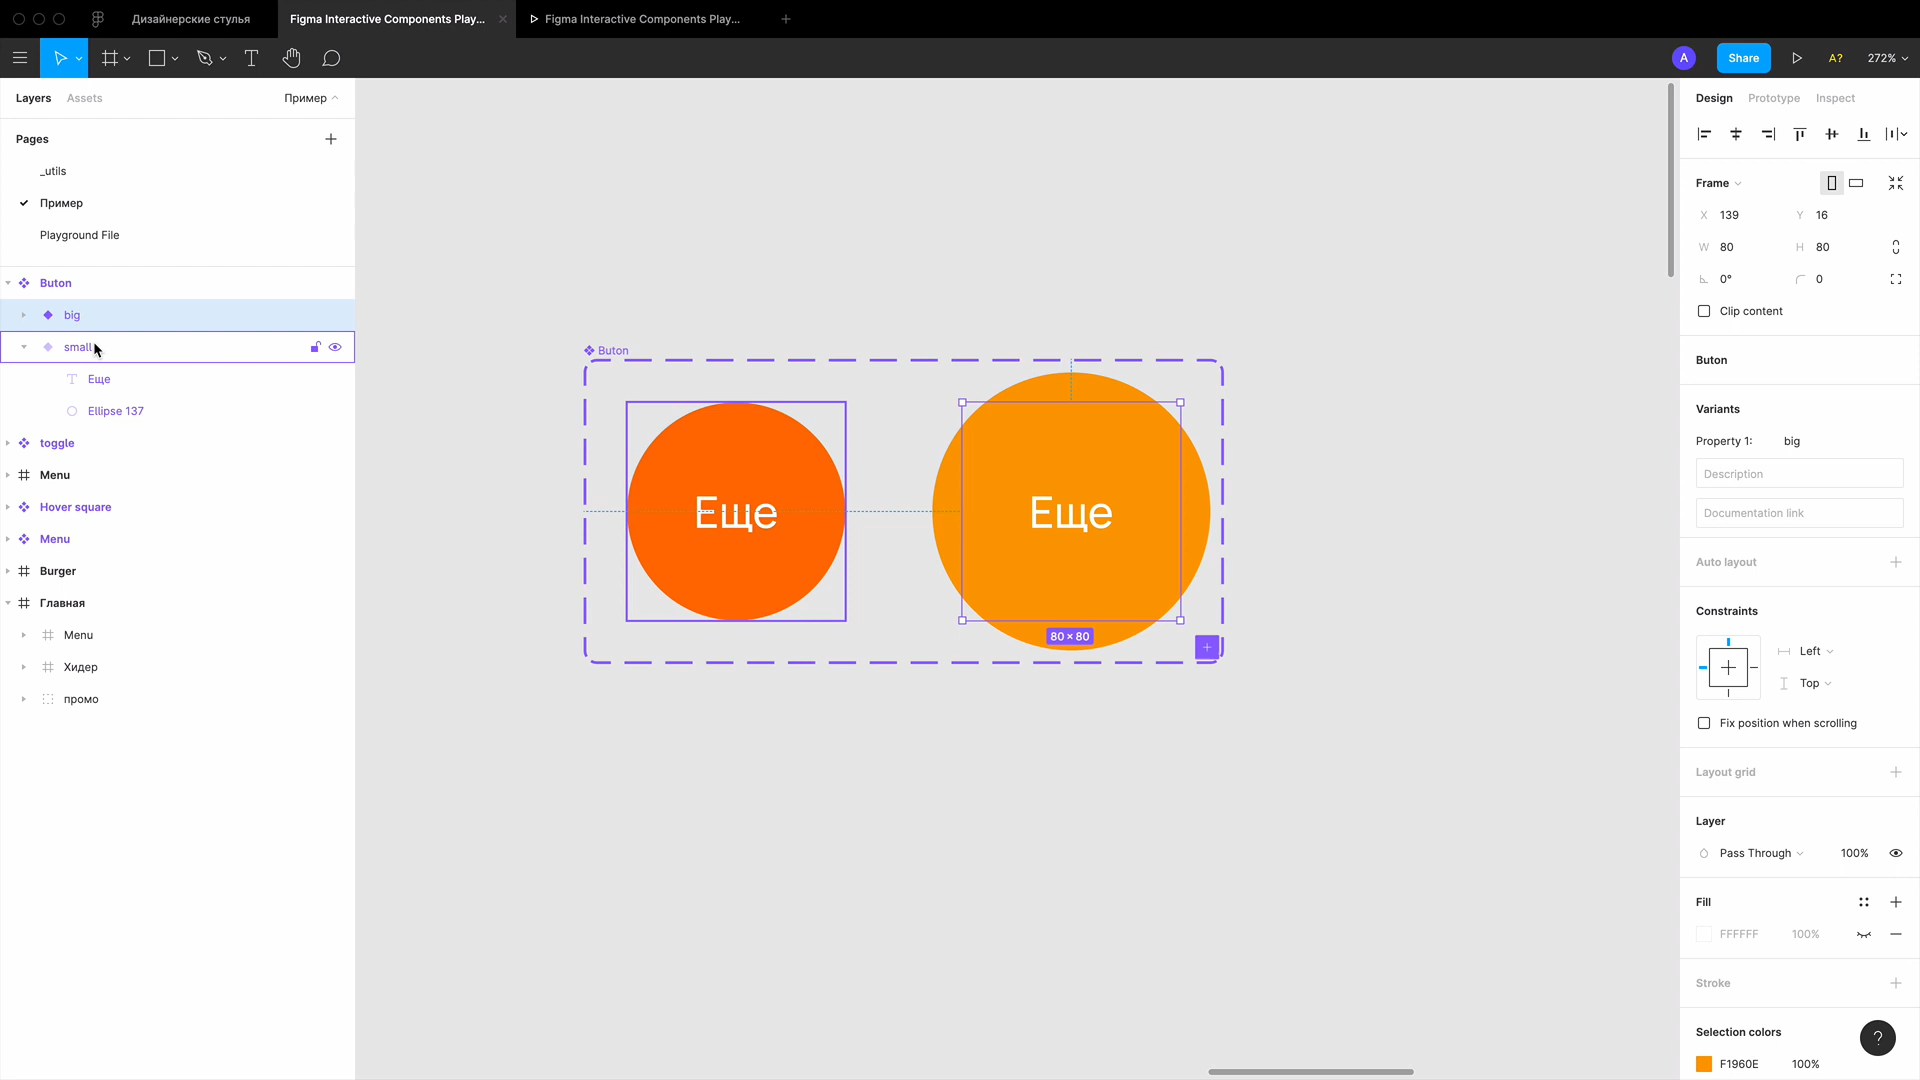 Дизайнерские стулья
Figma Interactive Components Play...
Figma Interactive Components Play...
A
Share
A?
272%
Layers
Assets
Пример
Pages
_utils
Пример
Playground File
Buton
big
small
Еще
Ellipse 137
toggle
Menu
Hover square
Menu
Burger
Главная
Menu
Хидер
промо
Buton
Еще
Еще
80 × 80
Design
Prototype
Inspect
Frame
X 139
Y 16
W 80
H 80
0°
0
Clip content
Buton
Variants
Property 1: big
Description
Documentation link
Auto layout
Constraints
Left
Top
Fix position when scrolling
Layout grid
Layer
Pass Through
100%
Fill
FFFFFF 100%
Stroke
Selection colors
F1960E 100%
?